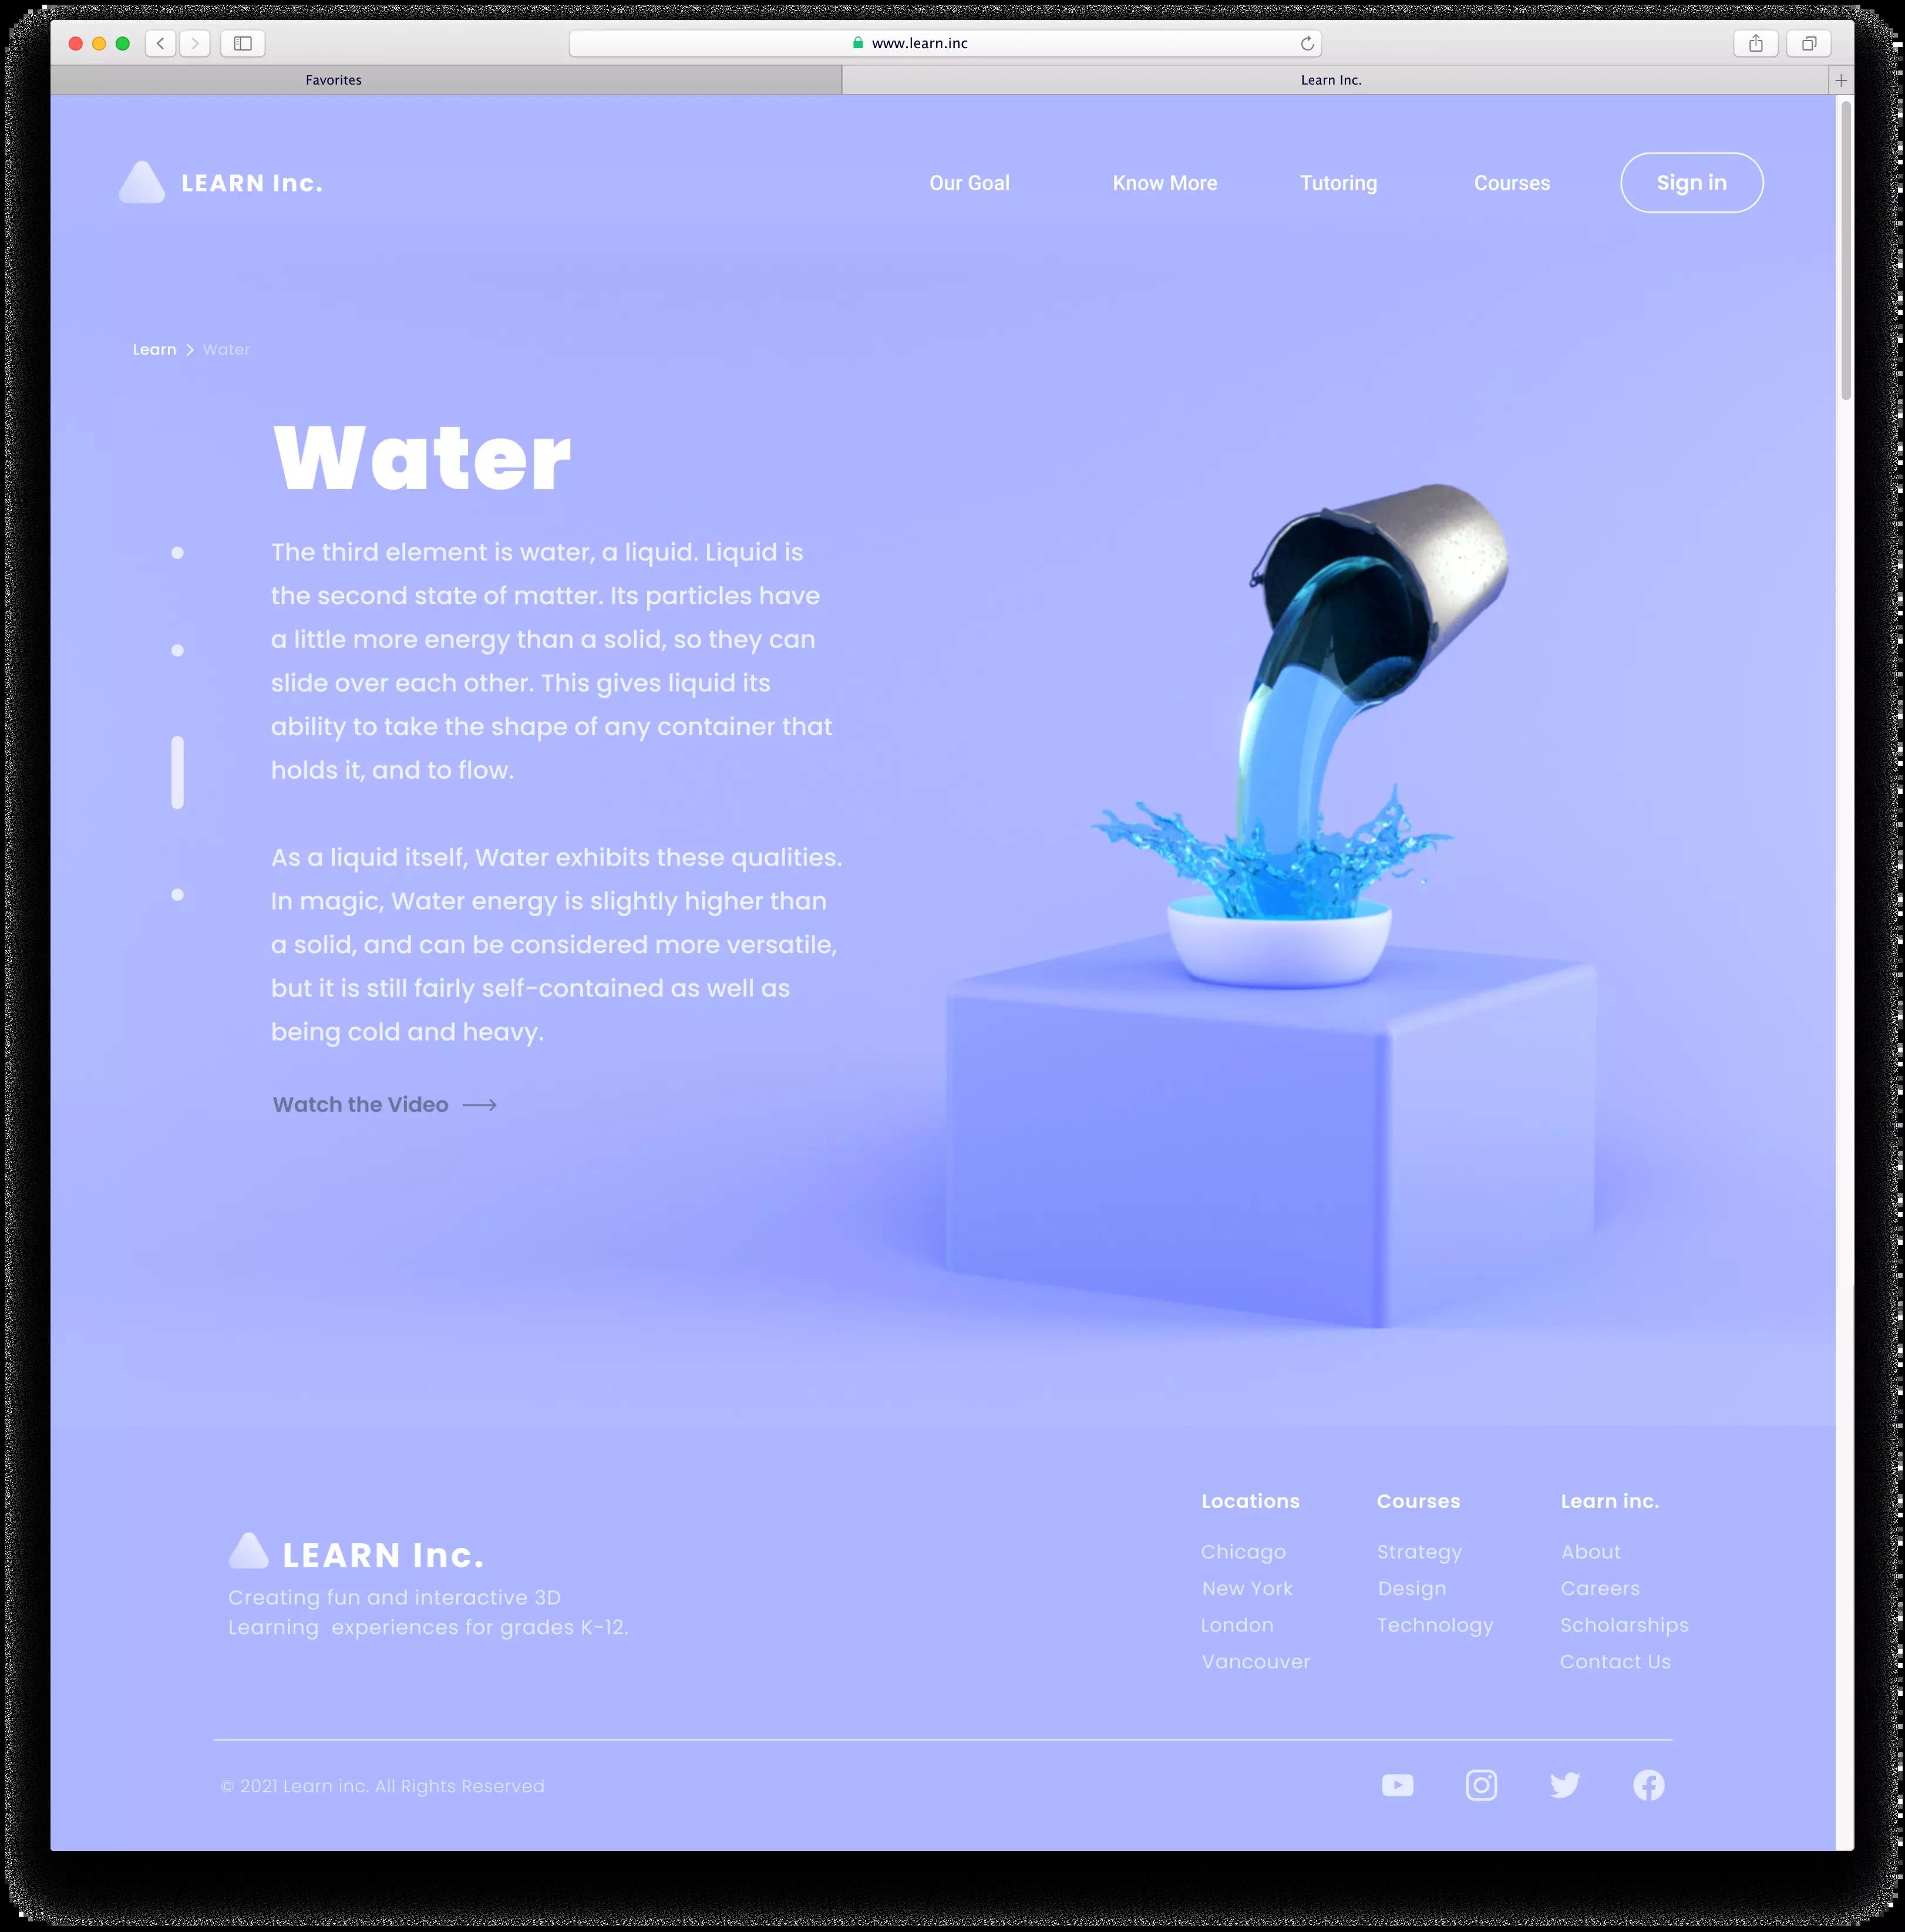 www.learn.inc
Favorites
Learn Inc.
LEARN Inc.
Our Goal
Know More
Tutoring
Courses
Sign in
Learn > Water
Water
The third element is water, a liquid. Liquid is
the second state of matter. Its particles have
a little more energy than a solid, so they can
slide over each other. This gives liquid its
ability to take the shape of any container that
holds it, and to flow.
As a liquid itself, Water exhibits these qualities.
In magic, Water energy is slightly higher than
a solid, and can be considered more versatile,
but it is still fairly self-contained as well as
being cold and heavy.
Watch the Video
LEARN Inc.
Creating fun and interactive 3D
Learning  experiences for grades K-12.
Locations
Chicago
New York
London
Vancouver
Courses
Strategy
Design
Technology
Learn inc.
About
Careers
Scholarships
Contact Us
© 2021 Learn inc. All Rights Reserved